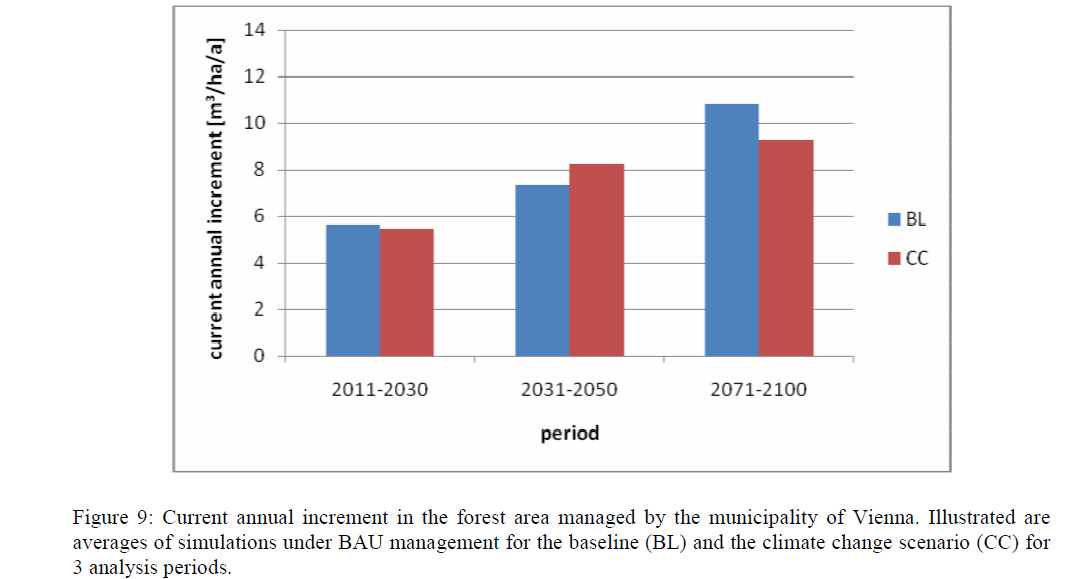 current annual increment [m³/ha/a]
14
12
10
8
6
4
2
0
2011-2030 2031-2050 2071-2100
period
BL
CC
Figure 9: Current annual increment in the forest area managed by the municipality of Vienna. Illustrated are
averages of simulations under BAU management for the baseline (BL) and the climate change scenario (CC) for
3 analysis periods.